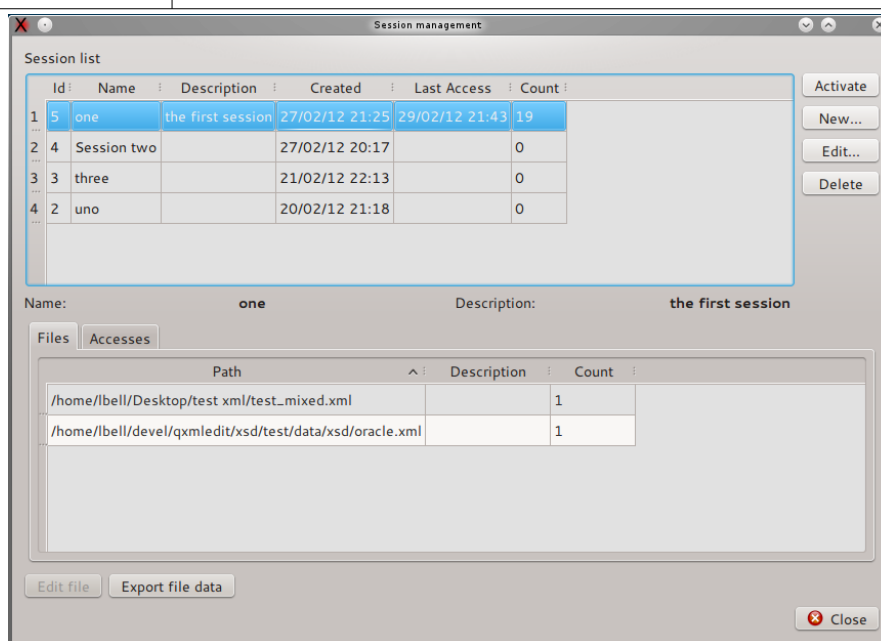 Session management
Session list
Id Name Description Created Last Access Count
1 5 one the first session 27/02/12 21:25 29/02/12 21:43 19
2 4 Session two 27/02/12 20:17 0
3 3 three 21/02/12 22:13 0
4 2 uno 20/02/12 21:18 0
Activate
New...
Edit...
Delete
Name: one Description: the first session
Files Accesses
Path Description Count
/home/lbell/Desktop/test xml/test_mixed.xml 1
/home/lbell/devel/qxmledit/xsd/test/data/xsd/oracle.xml 1
Edit file Export file data
Close